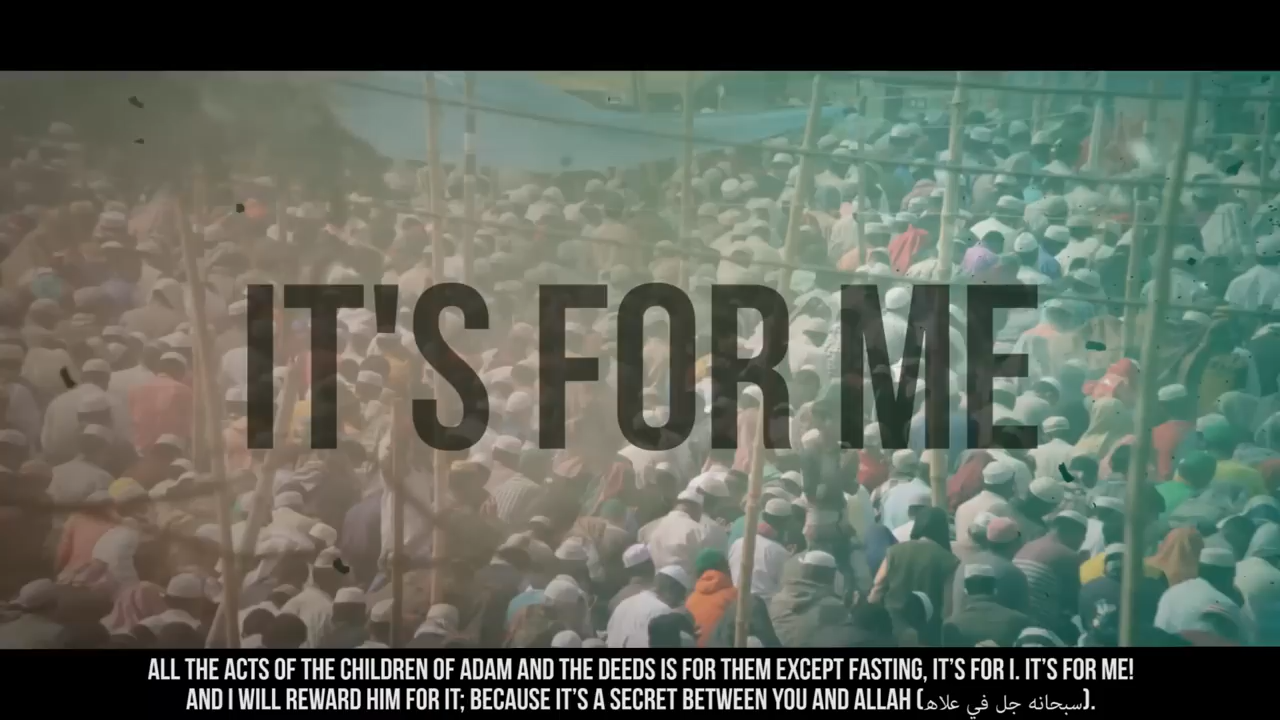 IT'S FOR ME
ALL THE ACTS OF THE CHILDREN OF ADAM AND THE DEEDS IS FOR THEM EXCEPT FASTING, IT'S FOR I. IT'S FOR ME!
AND I WILL REWARD HIM FOR IT; BECAUSE IT'S A SECRET BETWEEN YOU AND ALLAH (سبحانه جل في علاه).